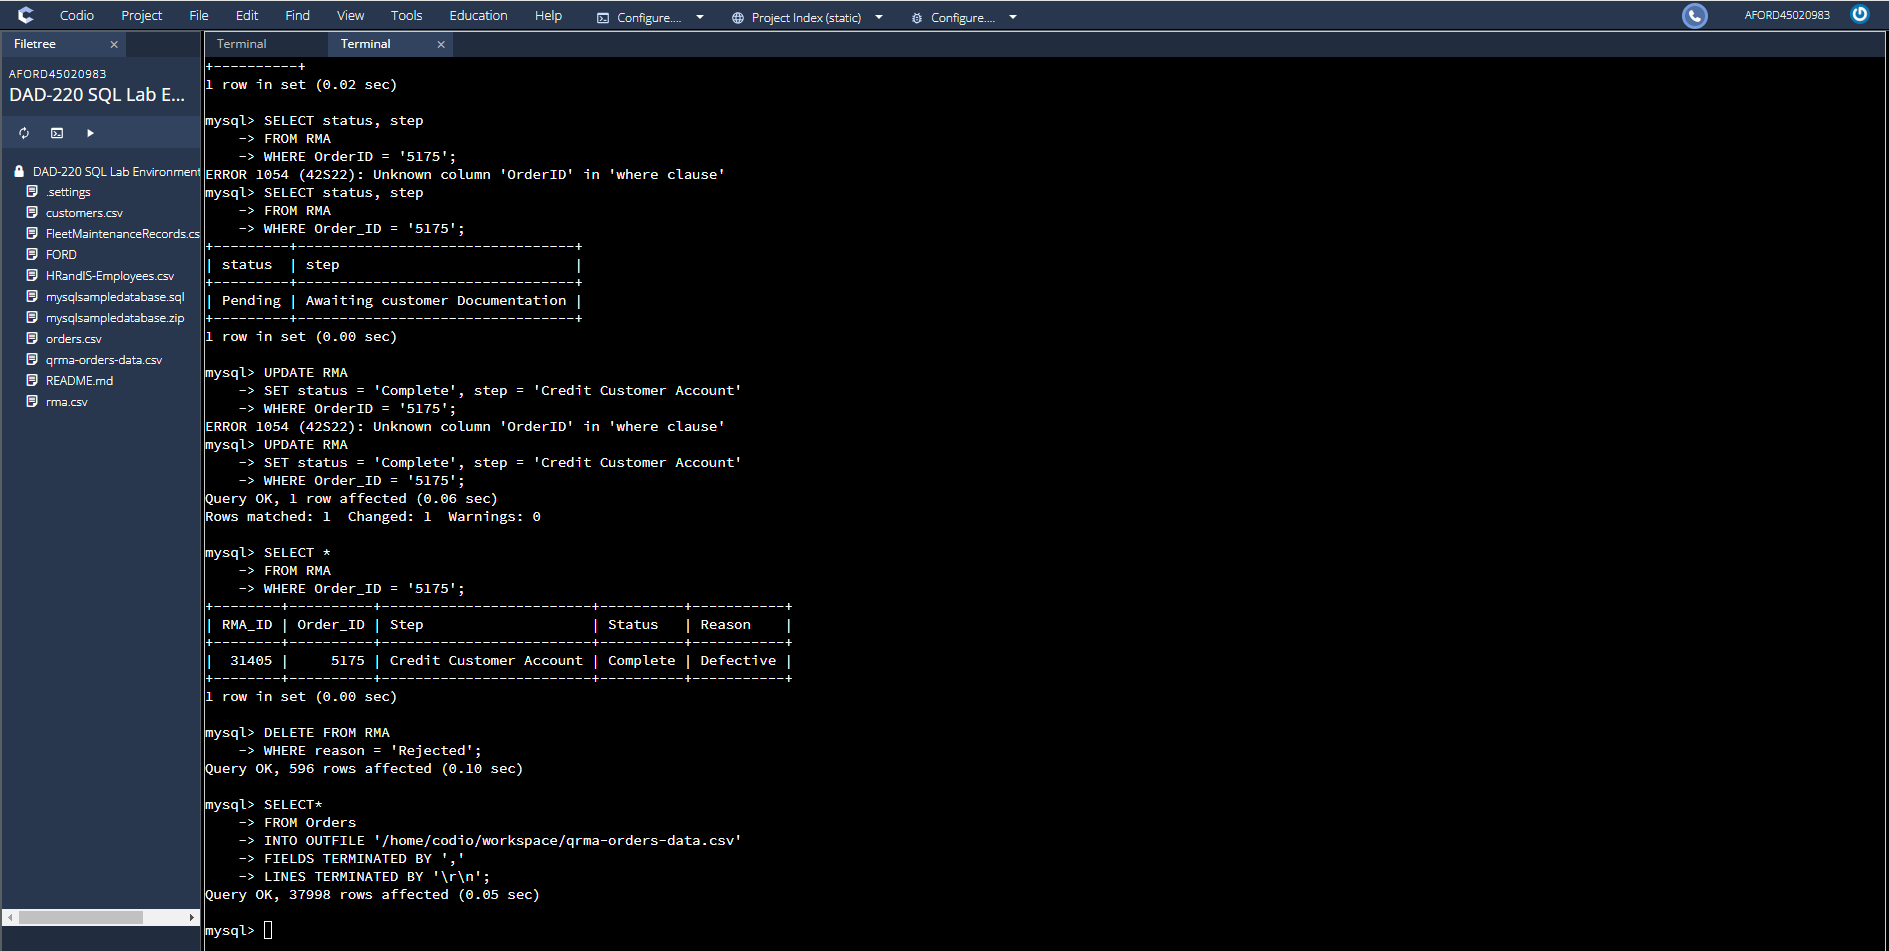 Codio Project File Edit Find View Tools Education Help Configure.... Project Index (static) Configure.... AFORD45020983
Filetree ×
AFORD45020983
DAD-220 SQL Lab E...
DAD-220 SQL Lab Environment
.settings
customers.csv
FleetMaintenanceRecords.cs
FORD
HRandIS-Employees.csv
mysqlsampledatabase.sql
mysqlsampledatabase.zip
orders.csv
qrma-orders-data.csv
README.md
rma.csv
Terminal Terminal ×
+----------+
1 row in set (0.02 sec)
mysql> SELECT status, step
    -> FROM RMA
    -> WHERE OrderID = '5175';
ERROR 1054 (42S22): Unknown column 'OrderID' in 'where clause'
mysql> SELECT status, step
    -> FROM RMA
    -> WHERE Order_ID = '5175';
+---------+---------------------------------+
| status  | step                            |
+---------+---------------------------------+
| Pending | Awaiting customer Documentation |
+---------+---------------------------------+
1 row in set (0.00 sec)
mysql> UPDATE RMA
    -> SET status = 'Complete', step = 'Credit Customer Account'
    -> WHERE OrderID = '5175';
ERROR 1054 (42S22): Unknown column 'OrderID' in 'where clause'
mysql> UPDATE RMA
    -> SET status = 'Complete', step = 'Credit Customer Account'
    -> WHERE Order_ID = '5175';
Query OK, 1 row affected (0.06 sec)
Rows matched: 1  Changed: 1  Warnings: 0
mysql> SELECT *
    -> FROM RMA
    -> WHERE Order_ID = '5175';
+--------+----------+-------------------------+----------+-----------+
| RMA_ID | Order_ID | Step                    | Status   | Reason    |
+--------+----------+-------------------------+----------+-----------+
|  31405 |     5175 | Credit Customer Account | Complete | Defective |
+--------+----------+-------------------------+----------+-----------+
1 row in set (0.00 sec)
mysql> DELETE FROM RMA
    -> WHERE reason = 'Rejected';
Query OK, 596 rows affected (0.10 sec)
mysql> SELECT*
    -> FROM Orders
    -> INTO OUTFILE '/home/codio/workspace/qrma-orders-data.csv'
    -> FIELDS TERMINATED BY ','
    -> LINES TERMINATED BY '\r\n';
Query OK, 37998 rows affected (0.05 sec)
mysql>